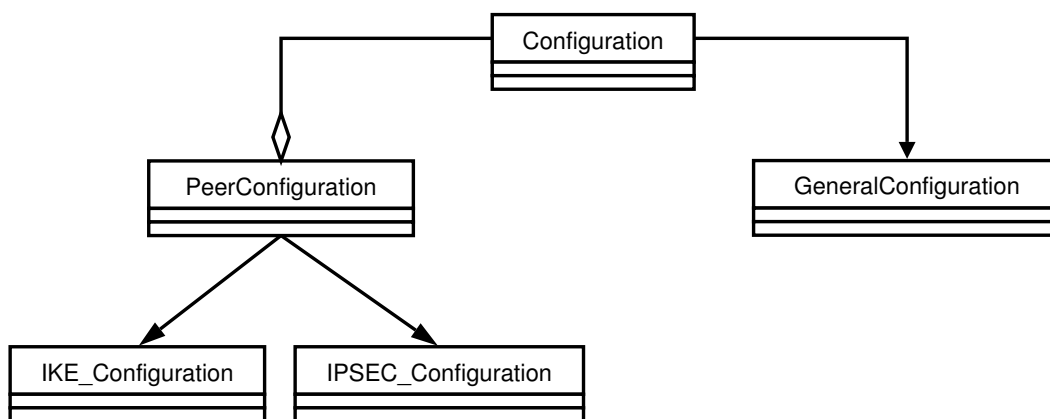 Configuration
PeerConfiguration
GeneralConfiguration
IKE_Configuration
IPSEC_Configuration